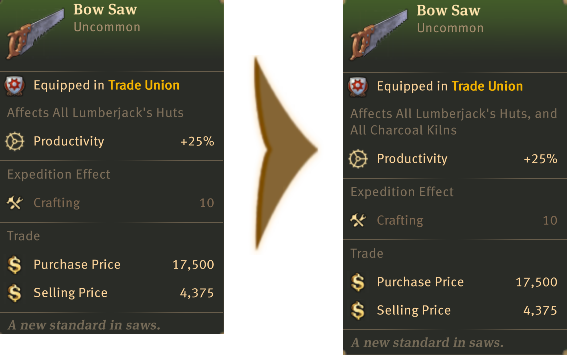 Bow Saw
Uncommon
Equipped in Trade Union
Affects All Lumberjack's Huts
Productivity +25%
Expedition Effect
Crafting 10
Trade
Purchase Price 17,500
Selling Price 4,375
A new standard in saws.
Bow Saw
Uncommon
Equipped in Trade Union
Affects All Lumberjack's Huts, and
All Charcoal Kilns
Productivity +25%
Expedition Effect
Crafting 10
Trade
Purchase Price 17,500
Selling Price 4,375
A new standard in saws.